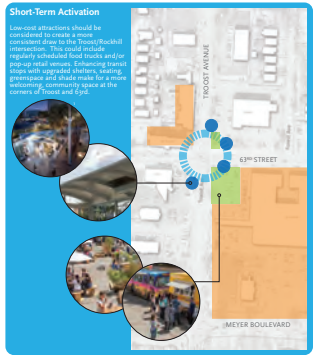 Short-Term Activation
Low-cost attractions should be
considered to create a more
consistent draw to the Troost/Rockhill
intersection. This could include
regularly scheduled food trucks and/or
pop-up retail venues. Enhancing transit
stops with upgraded shelters, seating,
greenspace and shade make for a more
welcoming, community space at the
corners of Troost and 63rd.
TROOST AVENUE
63RD STREET
MEYER BOULEVARD